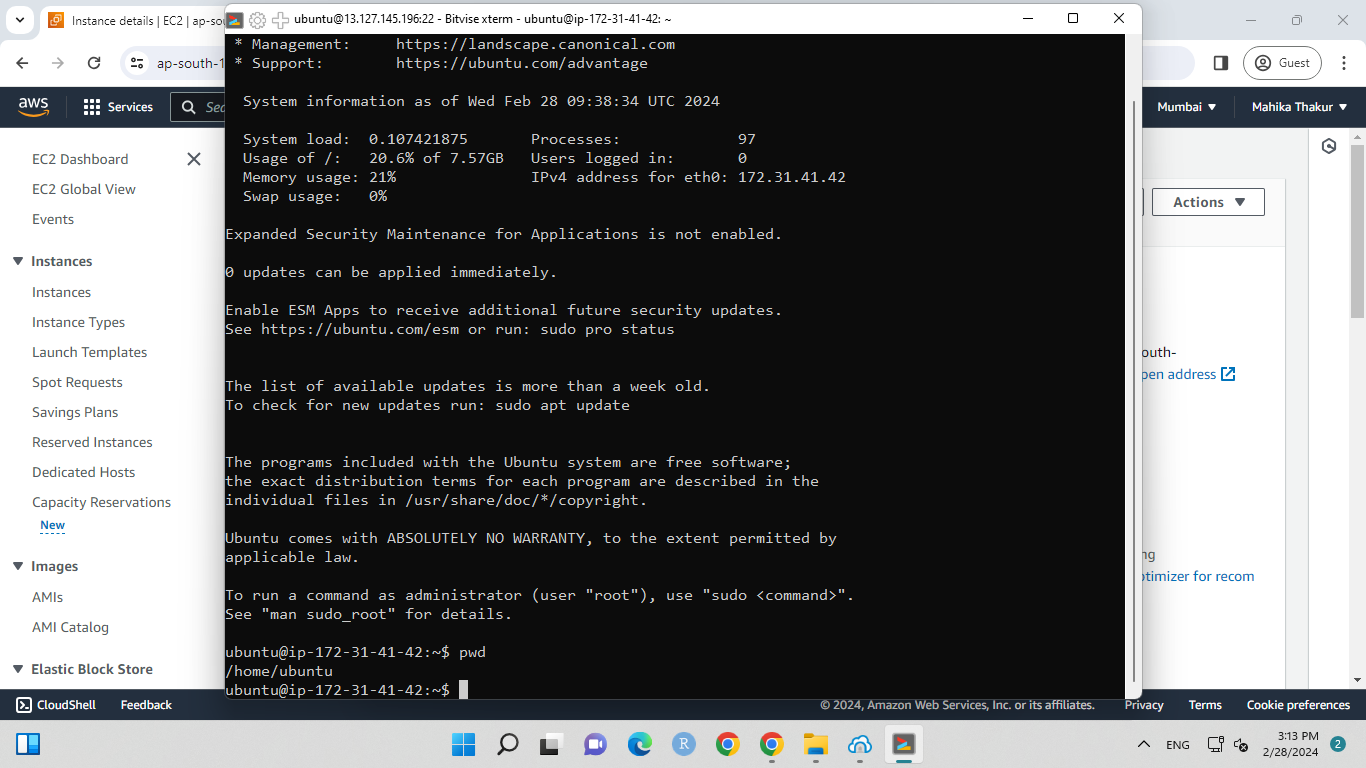 Instance details | EC2 | ap-so
ubuntu@13.127.145.196:22 - Bitvise xterm - ubuntu@ip-172-31-41-42: ~
ap-south-1
Guest
aws
Services
Sea
Mumbai
Mahika Thakur
EC2 Dashboard
EC2 Global View
Events
Instances
Instances
Instance Types
Launch Templates
Spot Requests
Savings Plans
Reserved Instances
Dedicated Hosts
Capacity Reservations
New
Images
AMIs
AMI Catalog
Elastic Block Store
* Management: https://landscape.canonical.com
* Support: https://ubuntu.com/advantage
System information as of Wed Feb 28 09:38:34 UTC 2024
System load: 0.107421875 Processes: 97
Usage of /: 20.6% of 7.57GB Users logged in: 0
Memory usage: 21% IPv4 address for eth0: 172.31.41.42
Swap usage: 0%
Expanded Security Maintenance for Applications is not enabled.
0 updates can be applied immediately.
Enable ESM Apps to receive additional future security updates.
See https://ubuntu.com/esm or run: sudo pro status
The list of available updates is more than a week old.
To check for new updates run: sudo apt update
The programs included with the Ubuntu system are free software;
the exact distribution terms for each program are described in the
individual files in /usr/share/doc/*/copyright.
Ubuntu comes with ABSOLUTELY NO WARRANTY, to the extent permitted by
applicable law.
To run a command as administrator (user "root"), use "sudo <command>".
See "man sudo_root" for details.
ubuntu@ip-172-31-41-42:~$ pwd
/home/ubuntu
ubuntu@ip-172-31-41-42:~$
Actions
outh-
pen address
ng
otimizer for recom
CloudShell
Feedback
© 2024, Amazon Web Services, Inc. or its affiliates.
Privacy
Terms
Cookie preferences
R
ENG
3:13 PM
2/28/2024
2